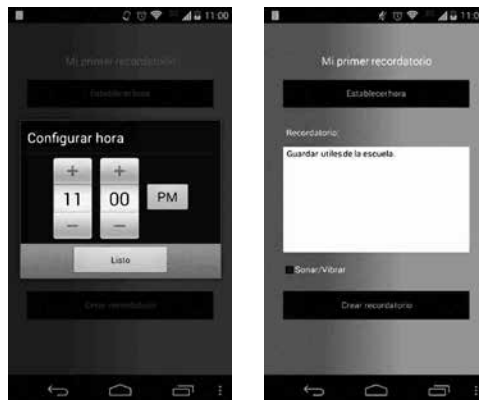 11:00
Mi primer recordatorio
Establecer hora
Configurar hora
+ +
11 00 PM
− −
Listo
Crear recordatorio
11:0
Mi primer recordatorio
Establecer hora
Recordatorio:
Guardar utiles de la escuela.
Sonar/Vibrar
Crear recordatorio